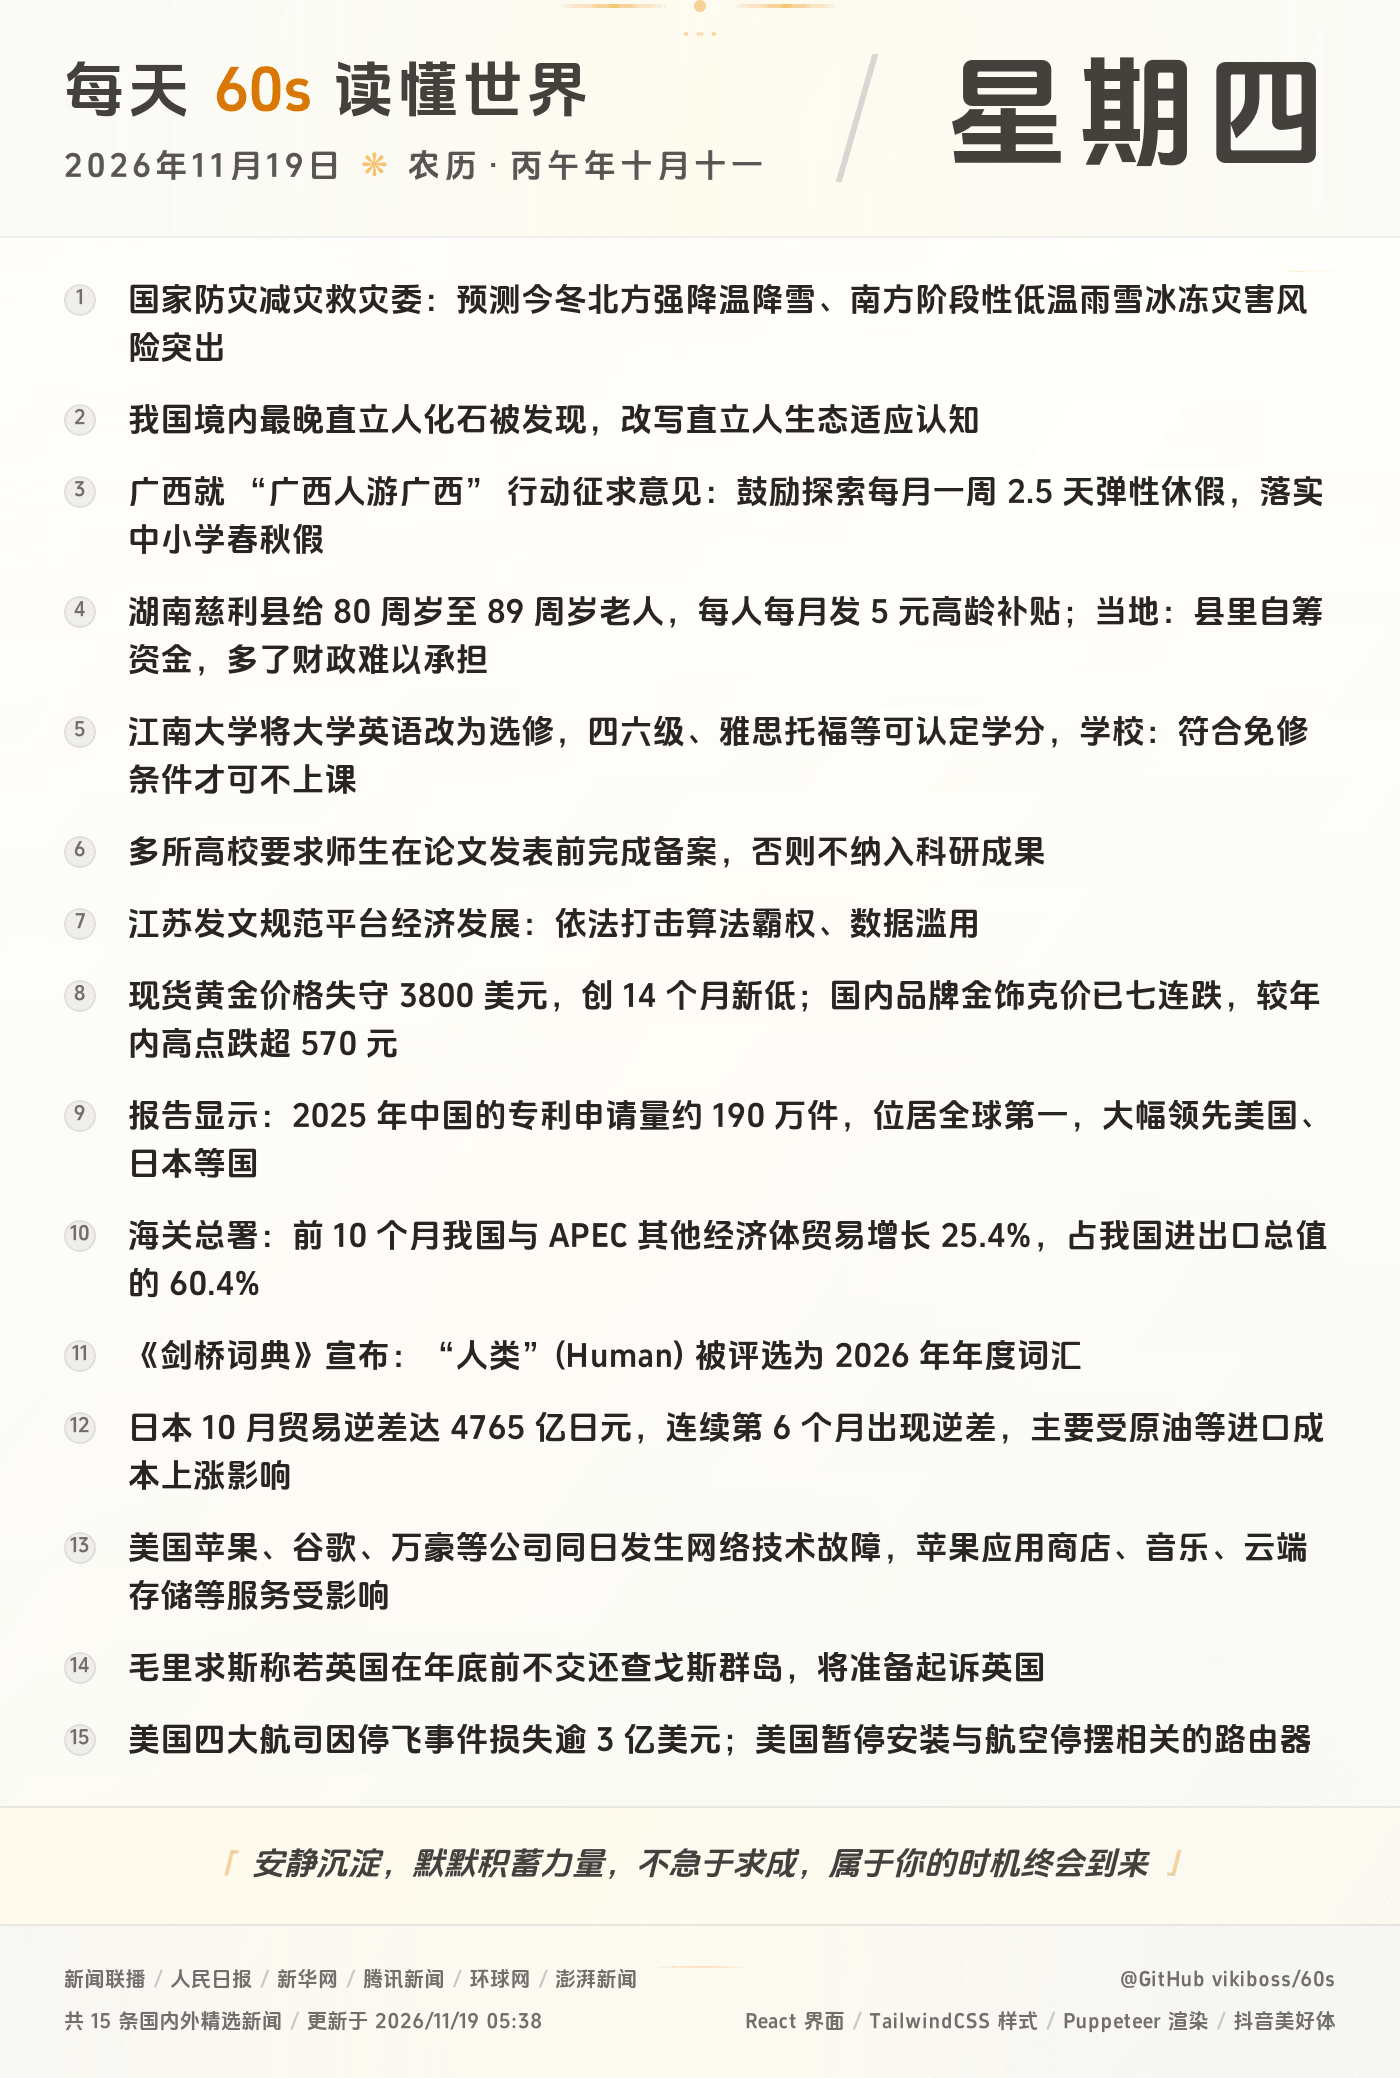 每天 60s 读懂世界
2026年11月19日 ❋ 农历 · 丙午年十月十一
星期四
1 国家防灾减灾救灾委：预测今冬北方强降温降雪、南方阶段性低温雨雪冰冻灾害风
险突出
2 我国境内最晚直立人化石被发现，改写直立人生态适应认知
3 广西就 “广西人游广西” 行动征求意见：鼓励探索每月一周 2.5 天弹性休假，落实
中小学春秋假
4 湖南慈利县给 80 周岁至 89 周岁老人，每人每月发 5 元高龄补贴；当地：县里自筹
资金，多了财政难以承担
5 江南大学将大学英语改为选修，四六级、雅思托福等可认定学分，学校：符合免修
条件才可不上课
6 多所高校要求师生在论文发表前完成备案，否则不纳入科研成果
7 江苏发文规范平台经济发展：依法打击算法霸权、数据滥用
8 现货黄金价格失守 3800 美元，创 14 个月新低；国内品牌金饰克价已七连跌，较年
内高点跌超 570 元
9 报告显示：2025 年中国的专利申请量约 190 万件，位居全球第一，大幅领先美国、
日本等国
10 海关总署：前 10 个月我国与 APEC 其他经济体贸易增长 25.4%，占我国进出口总值
的 60.4%
11 《剑桥词典》宣布：“人类”（Human）被评选为 2026 年年度词汇
12 日本 10 月贸易逆差达 4765 亿日元，连续第 6 个月出现逆差，主要受原油等进口成
本上涨影响
13 美国苹果、谷歌、万豪等公司同日发生网络技术故障，苹果应用商店、音乐、云端
存储等服务受影响
14 毛里求斯称若英国在年底前不交还查戈斯群岛，将准备起诉英国
15 美国四大航司因停飞事件损失逾 3 亿美元；美国暂停安装与航空停摆相关的路由器
「 安静沉淀，默默积蓄力量，不急于求成，属于你的时机终会到来 」
新闻联播 / 人民日报 / 新华网 / 腾讯新闻 / 环球网 / 澎湃新闻
@GitHub vikiboss/60s
共 15 条国内外精选新闻 / 更新于 2026/11/19 05:38
React 界面 / TailwindCSS 样式 / Puppeteer 渲染 / 抖音美好体